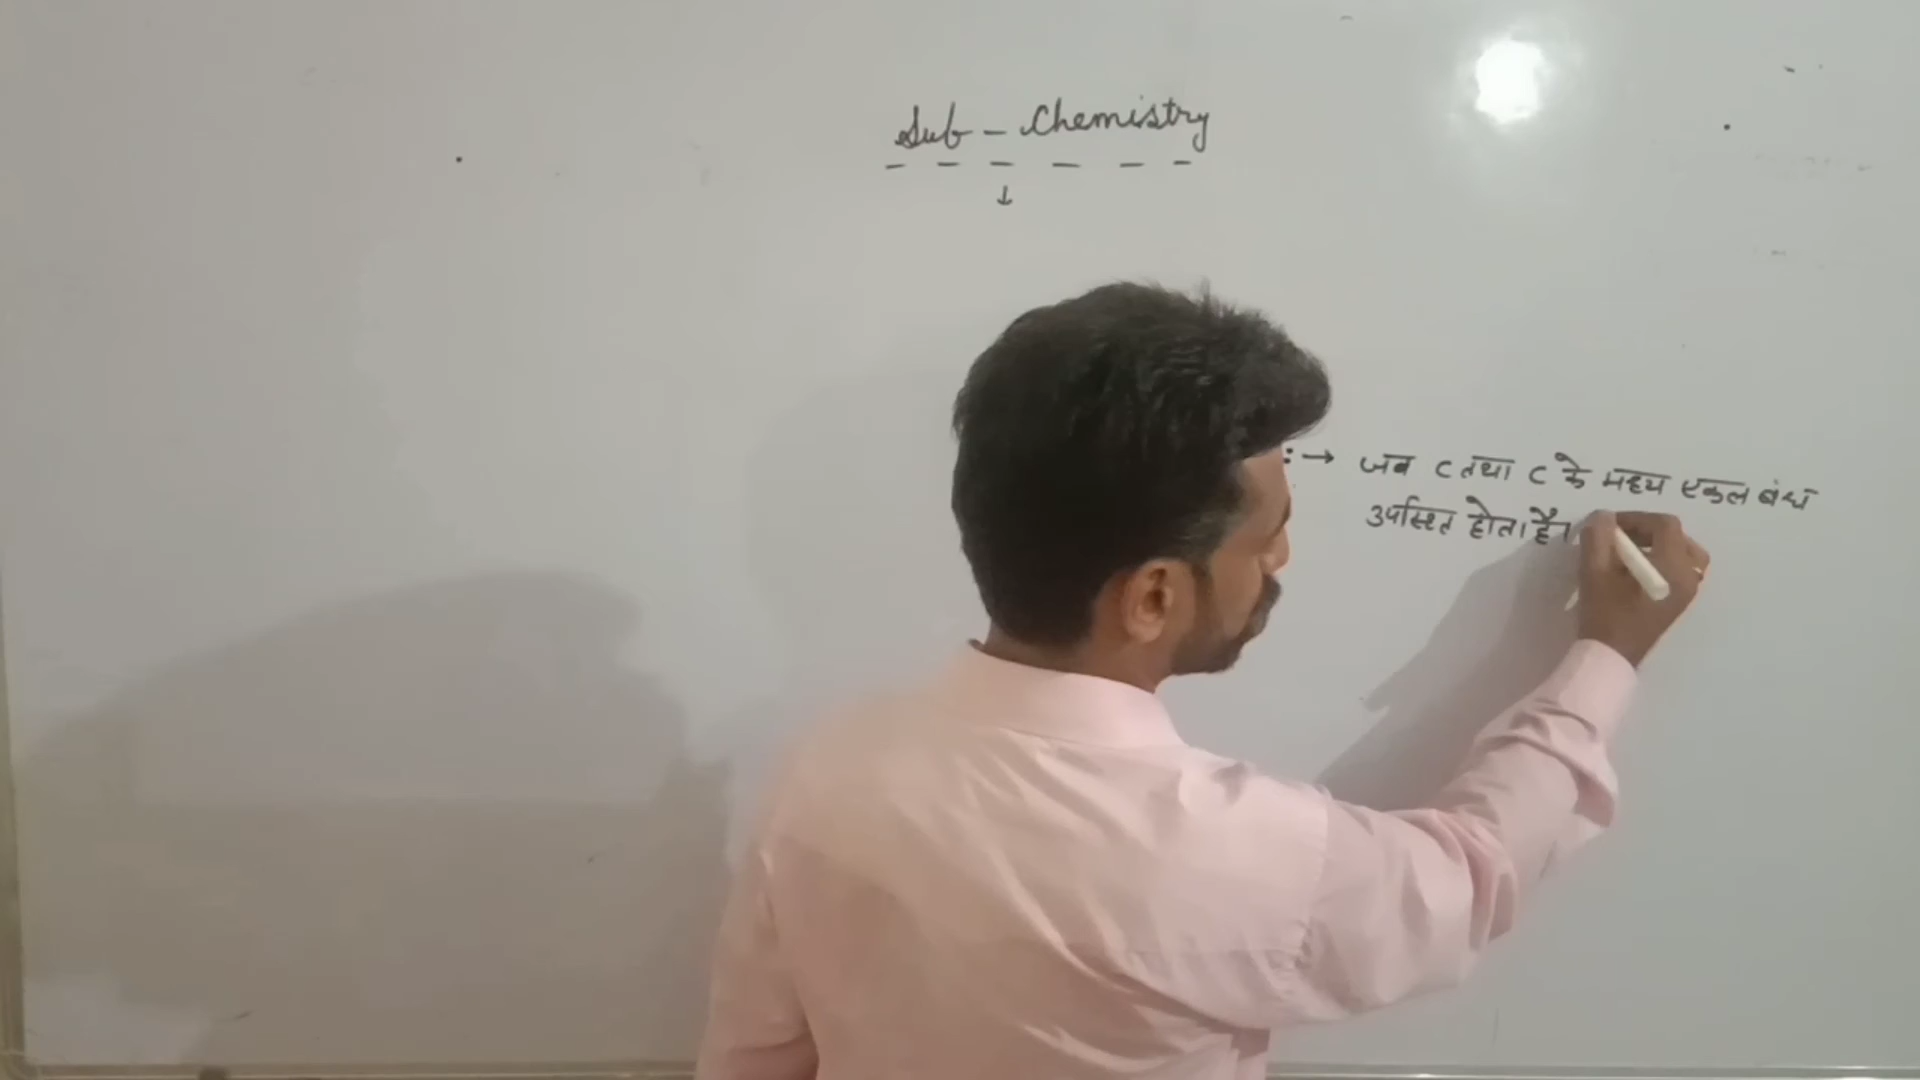 Sub - Chemistry
↓
:→ जब C तथा C के मध्य एकल बंध
उपस्थित होता है।